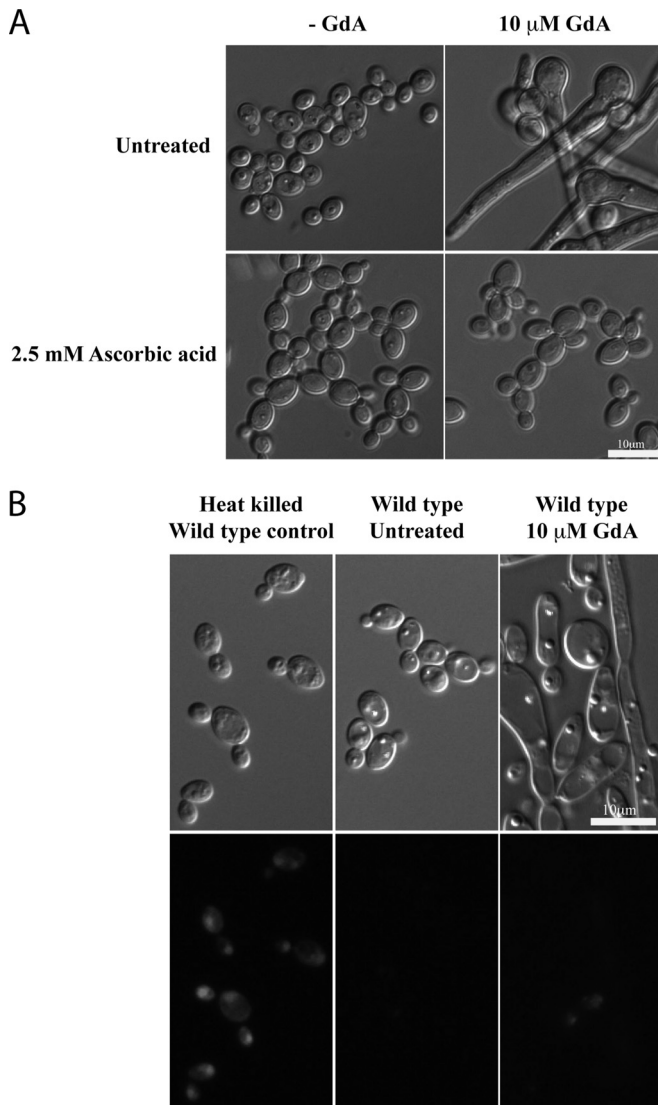 A
- GdA
10 μM GdA
Untreated
2.5 mM Ascorbic acid
10μm
B
Heat killed
Wild type control
Wild type
Untreated
Wild type
10 μM GdA
10μm